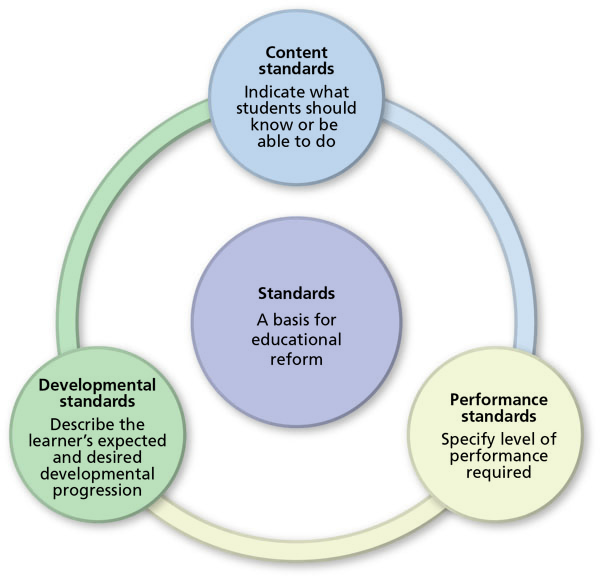 Content
standards
Indicate what
students should
know or be
able to do
Standards
A basis for
educational
reform
Developmental
standards
Describe the
learner's expected
and desired
developmental
progression
Performance
standards
Specify level of
performance
required